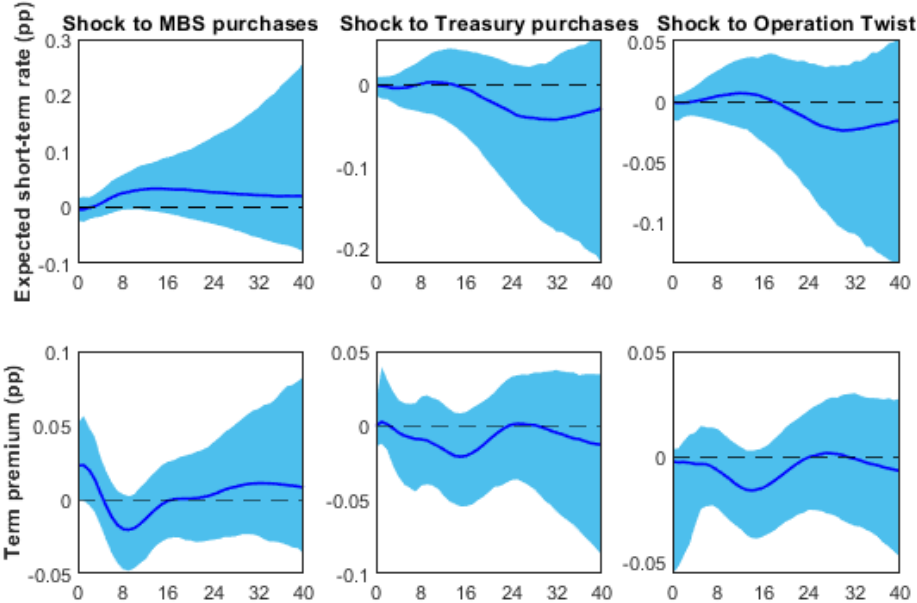 Shock to MBS purchases Shock to Treasury purchases Shock to Operation Twist
Expected short-term rate (pp)
0.3
0.2
0.1
0
-0.1
0 8 16 24 32 40
0
-0.1
-0.2
0 8 16 24 32 40
0.05
0
-0.05
-0.1
0 8 16 24 32 40
Term premium (pp)
0.1
0.05
0
-0.05
0 8 16 24 32 40
0.05
0
-0.05
-0.1
0 8 16 24 32 40
0.05
0
-0.05
0 8 16 24 32 40